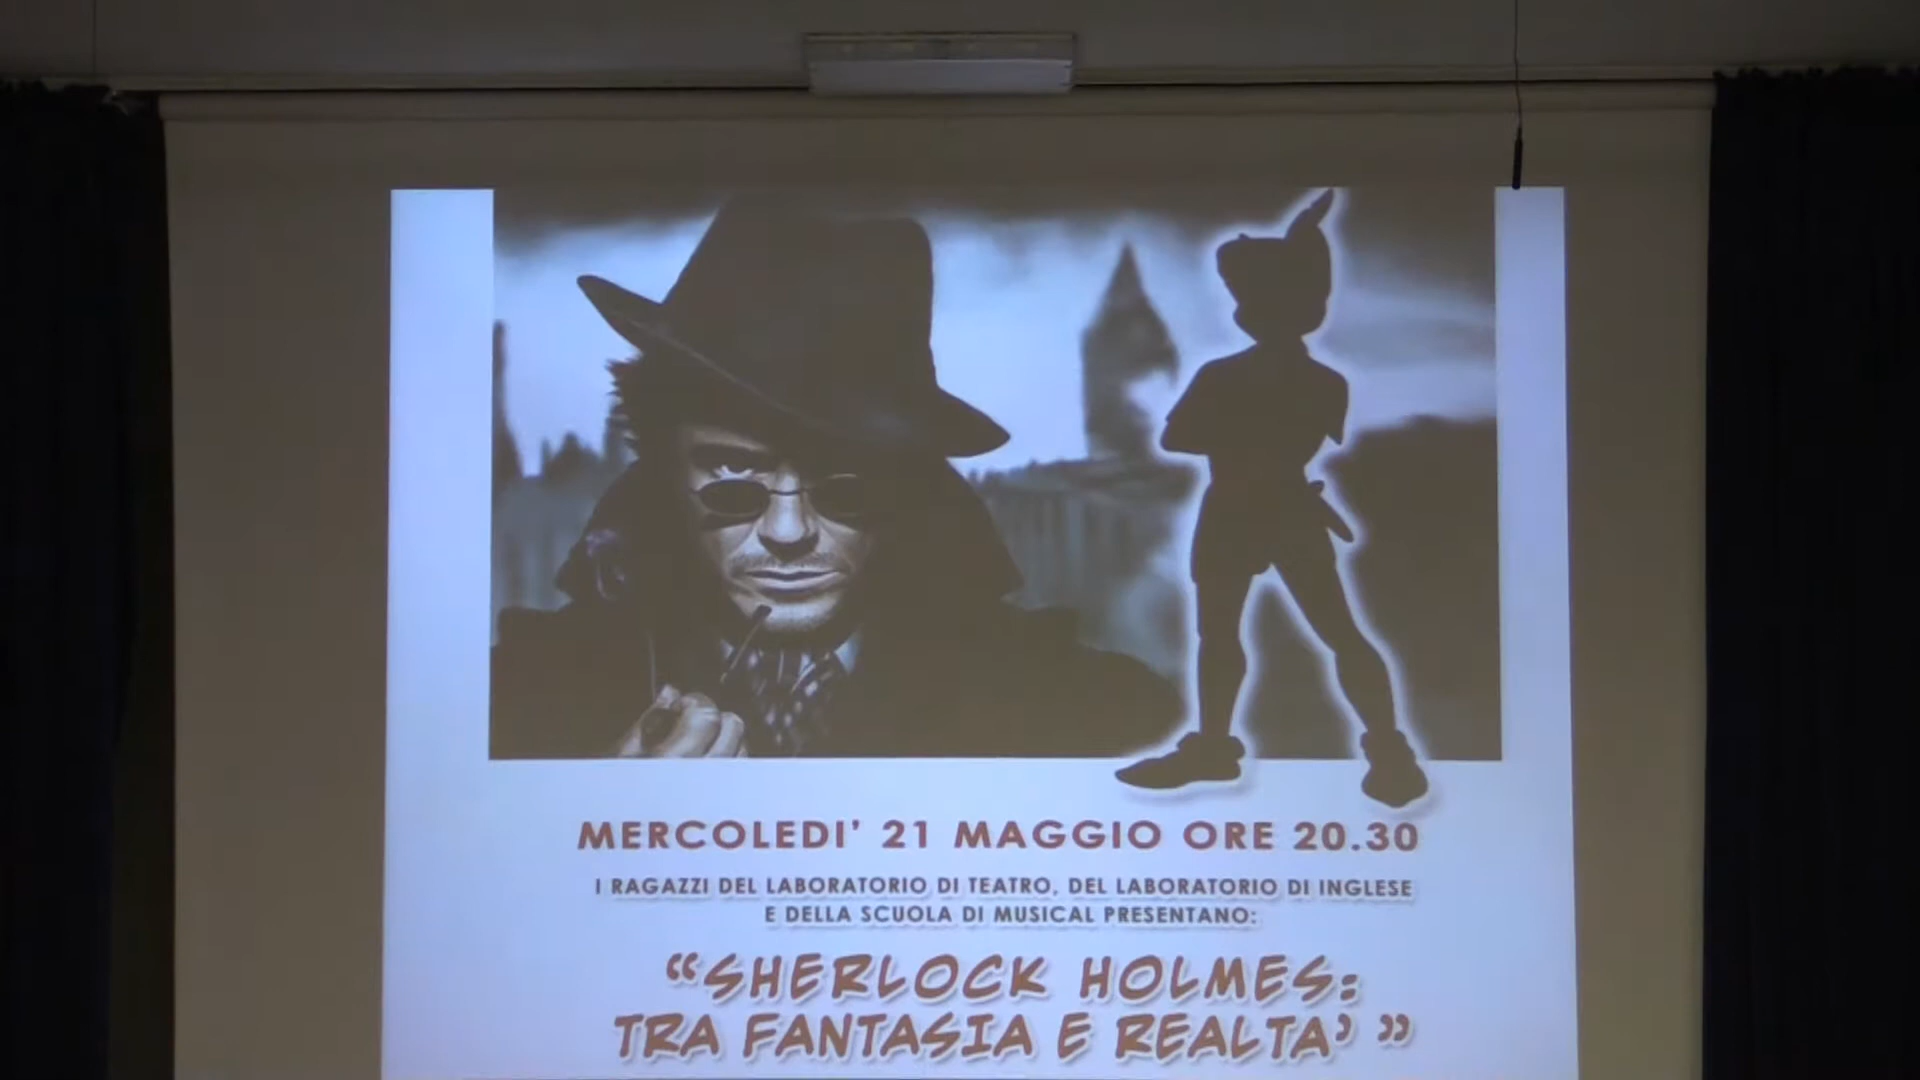 MERCOLEDI' 21 MAGGIO ORE 20.30
I RAGAZZI DEL LABORATORIO DI TEATRO, DEL LABORATORIO DI INGLESE
E DELLA SCUOLA DI MUSICAL PRESENTANO:
“SHERLOCK HOLMES:
TRA FANTASIA E REALTA' ”